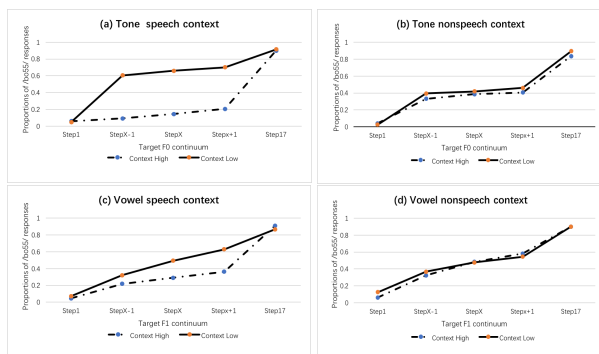 (a) Tone speech context
Proportions of /bo55/ responses
1
0.8
0.6
0.4
0.2
0
Step1 StepX-1 StepX Stepx+1 Step17
Target F0 continuum
Context High Context Low
(b) Tone nonspeech context
Proportions of /bo55/ responses
1
0.8
0.6
0.4
0.2
0
Step1 StepX-1 StepX Stepx+1 Step17
Target F0 continuum
Context High Context Low
(c) Vowel speech context
Proportions of /bo55/ responses
1
0.8
0.6
0.4
0.2
0
Step1 StepX-1 StepX Stepx+1 Step17
Target F1 continuum
Context High Context Low
(d) Vowel nonspeech context
Proportions of /bo55/ responses
1
0.8
0.6
0.4
0.2
0
Step1 StepX-1 StepX Stepx+1 Step17
Target F1 continuum
Context High Context Low